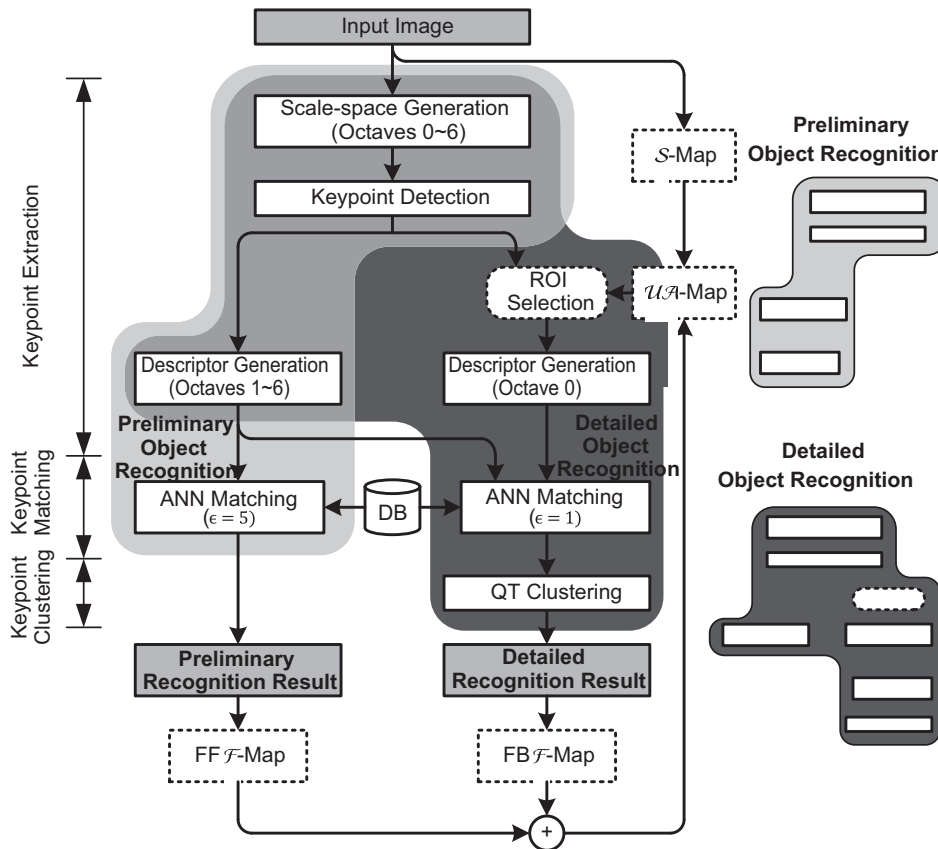 Input Image
Scale-space Generation
(Octaves 0~6)
Keypoint Detection
S-Map
Preliminary
Object Recognition
Keypoint Extraction
ROI
Selection
UA-Map
Descriptor Generation
(Octaves 1~6)
Descriptor Generation
(Octave 0)
Preliminary
Object
Recognition
Detailed
Object
Recognition
Keypoint
Matching
ANN Matching
(ϵ = 5)
DB
ANN Matching
(ϵ = 1)
Detailed
Object Recognition
Keypoint
Clustering
QT Clustering
Preliminary
Recognition Result
Detailed
Recognition Result
FF F-Map
FB F-Map
+